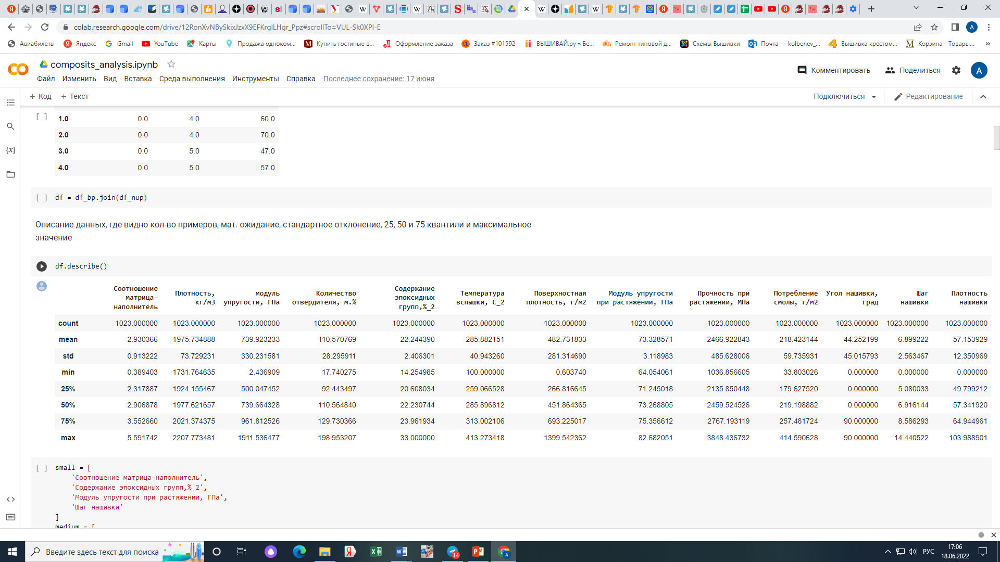 colab.research.google.com/drive/12RonXvNBySkixJzxX9EFKrgILHgr_Ppz#scrollTo=VUL-Sk0XPI-E
Авиабилеты Яндекс Gmail YouTube Карты Продажа одноком... Купить гостиные в... Оформление заказа Заказ #101592 ВЫШИВАЙ.ру » Бе... Ремонт типовой д... Схемы Вышивки Почта — kolbenev_... Вышивка крестом... Корзина - Товары... »
composits_analysis.ipynb
Комментировать Поделиться A
Файл Изменить Вид Вставка Среда выполнения Инструменты Справка Последнее сохранение: 17 июня
+ Код + Текст Подключиться Редактирование
[ ] 1.0 0.0 4.0 60.0
2.0 0.0 4.0 70.0
3.0 0.0 5.0 47.0
4.0 0.0 5.0 57.0
[ ] df = df_bp.join(df_nup)
Описание данных, где видно кол-во примеров, мат. ожидание, стандартное отклонение, 25, 50 и 75 квантили и максимальное
значение
df.describe()
Соотношение матрица-наполнитель Плотность, кг/м3 модуль упругости, ГПа Количество отвердителя, м.% Содержание эпоксидных групп,%_2 Температура вспышки, С_2 Поверхностная плотность, г/м2 Модуль упругости при растяжении, ГПа Прочность при растяжении, МПа Потребление смолы, г/м2 Угол нашивки, град Шаг нашивки Плотность нашивки
count 1023.000000 1023.000000 1023.000000 1023.000000 1023.000000 1023.000000 1023.000000 1023.000000 1023.000000 1023.000000 1023.000000 1023.000000 1023.000000
mean 2.930366 1975.734888 739.923233 110.570769 22.244390 285.882151 482.731833 73.328571 2466.922843 218.423144 44.252199 6.899222 57.153929
std 0.913222 73.729231 330.231581 28.295911 2.406301 40.943260 281.314690 3.118983 485.628006 59.735931 45.015793 2.563467 12.350969
min 0.389403 1731.764635 2.436909 17.740275 14.254985 100.000000 0.603740 64.054061 1036.856605 33.803026 0.000000 0.000000 0.000000
25% 2.317887 1924.155467 500.047452 92.443497 20.608034 259.066528 266.816645 71.245018 2135.850448 179.627520 0.000000 5.080033 49.799212
50% 2.906878 1977.621657 739.664328 110.564840 22.230744 285.896812 451.864365 73.268805 2459.524526 219.198882 0.000000 6.916144 57.341920
75% 3.552660 2021.374375 961.812526 129.730366 23.961934 313.002106 693.225017 75.356612 2767.193119 257.481724 90.000000 8.586293 64.944961
max 5.591742 2207.773481 1911.536477 198.953207 33.000000 413.273418 1399.542362 82.682051 3848.436732 414.590628 90.000000 14.440522 103.988901
[ ] small = [
'Соотношение матрица-наполнитель',
'Содержание эпоксидных групп,%_2',
'Модуль упругости при растяжении, ГПа',
'Шаг нашивки'
]
medium = [
Введите здесь текст для поиска
14
РУС
17:06
18.06.2022